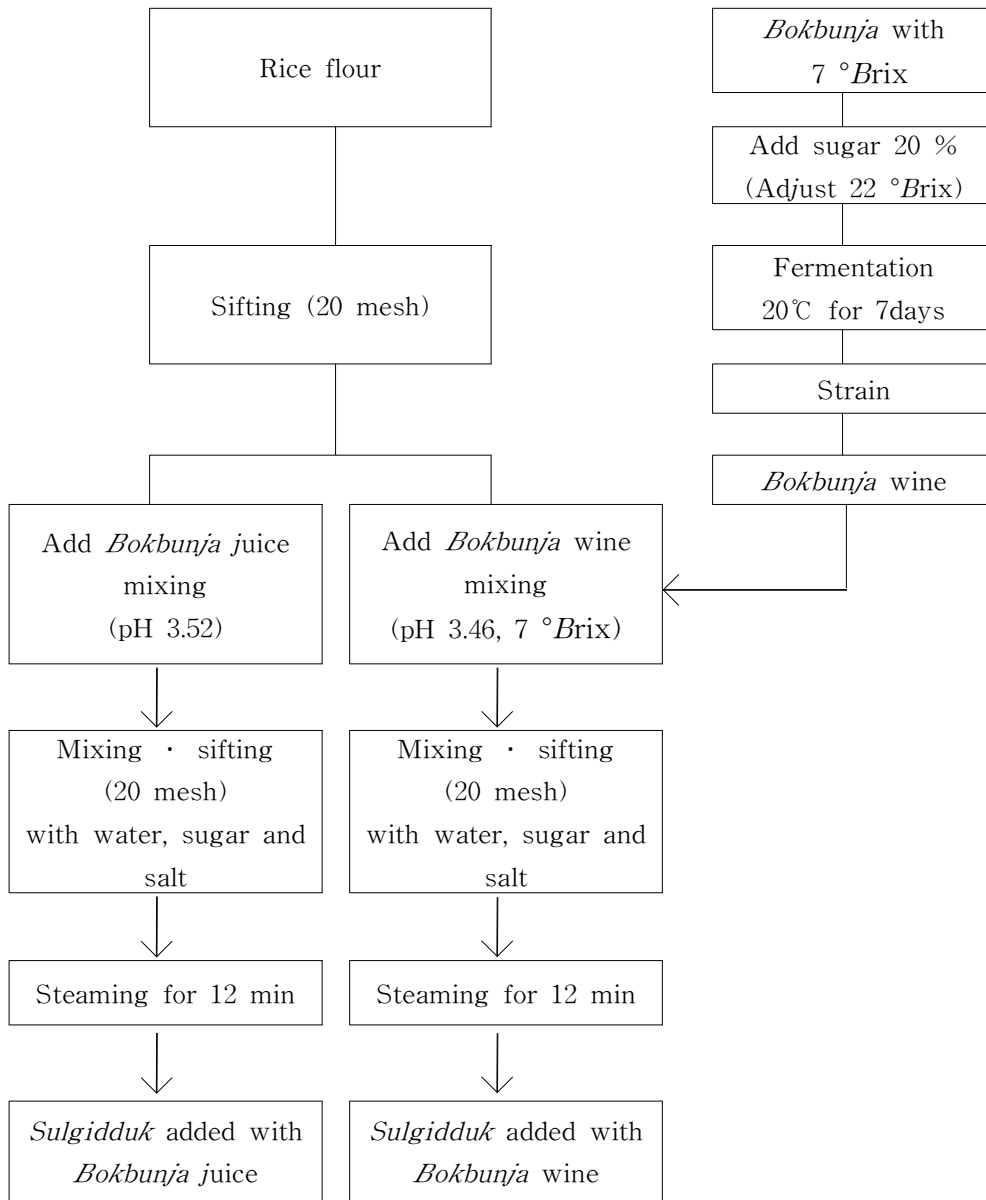 Rice flour
Sifting (20 mesh)
Bokbunja with
7 °Brix
Add sugar 20 %
(Adjust 22 °Brix)
Fermentation
20℃ for 7days
Strain
Bokbunja wine
Add Bokbunja juice
mixing
(pH 3.52)
Add Bokbunja wine
mixing
(pH 3.46, 7 °Brix)
Mixing · sifting
(20 mesh)
with water, sugar and
salt
Mixing · sifting
(20 mesh)
with water, sugar and
salt
Steaming for 12 min
Steaming for 12 min
Sulgidduk added with
Bokbunja juice
Sulgidduk added with
Bokbunja wine